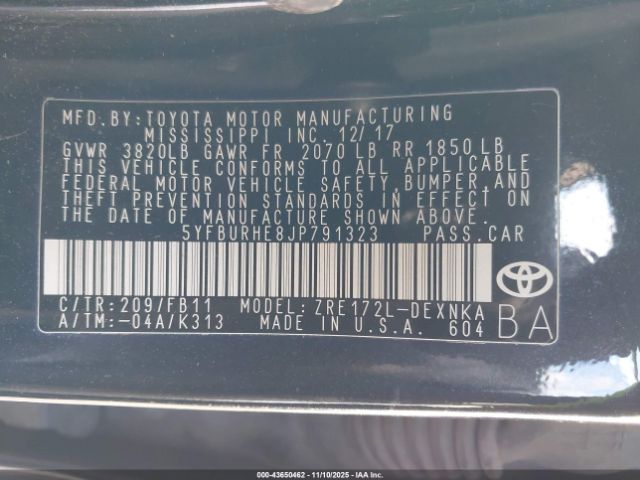 MFD.BY:TOYOTA MOTOR MANUFACTURING
MISSISSIPPI INC. 12/17
GVWR 3820LB GAWR FR 2070 LB RR 1850 LB
THIS VEHICLE CONFORMS TO ALL APPLICABLE
FEDERAL MOTOR VEHICLE SAFETY,BUMPER,AND
THEFT PREVENTION STANDARDS IN EFFECT ON
THE DATE OF MANUFACTURE SHOWN ABOVE.
5YFBURHE8JP791323 PASS.CAR
C/TR:209/FB11 MODEL:ZRE172L-DEXNKA
A/TM:-04A/K313 MADE IN U.S.A. 604
TOYOTA
BA
000-43650462 - 11/10/2025 - IAA Inc.